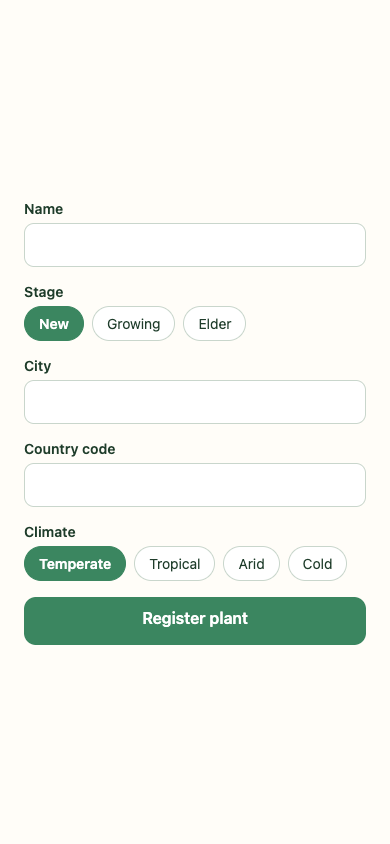 Name
Stage
New Growing Elder
City
Country code
Climate
Temperate Tropical Arid Cold
Register plant